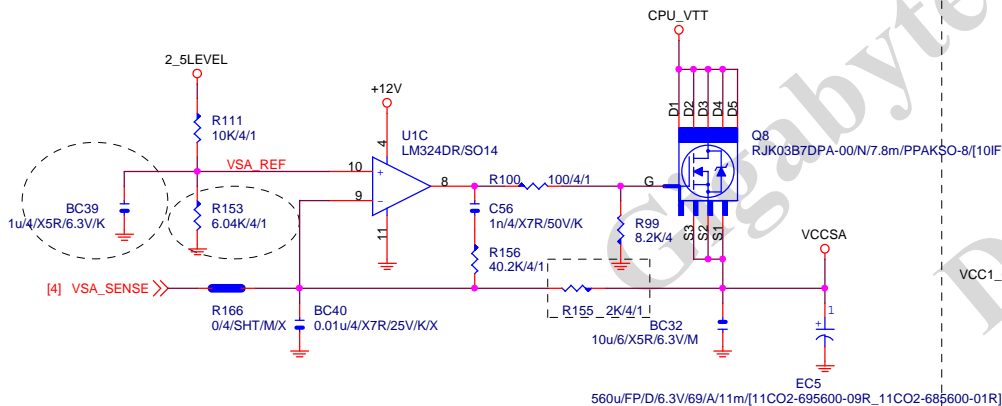 CPU_VTT
2_5LEVEL
+12V
D1
D2
D3
D4
D5
R111
10K/4/1
U1C
LM324DR/SO14
4
Q8
RJK03B7DPA-00/N/7.8m/PPAKSO-8/[10IF
VSA_REF
10
+
9
-
8
11
R100
100/4/1
G
BC39
1u/4/X5R/6.3V/K
R153
6.04K/4/1
C56
1n/4/X7R/50V/K
R99
8.2K/4
S3
S2
S1
VCCSA
R156
40.2K/4/1
VCC1_
[4] VSA_SENSE
R166
0/4/SHT/M/X
BC40
0.01u/4/X7R/25V/K/X
R155
2K/4/1
BC32
10u/6/X5R/6.3V/M
+
1
EC5
560u/FP/D/6.3V/69/A/11m/[11CO2-695600-09R_11CO2-685600-01R]
Gigabyte
D